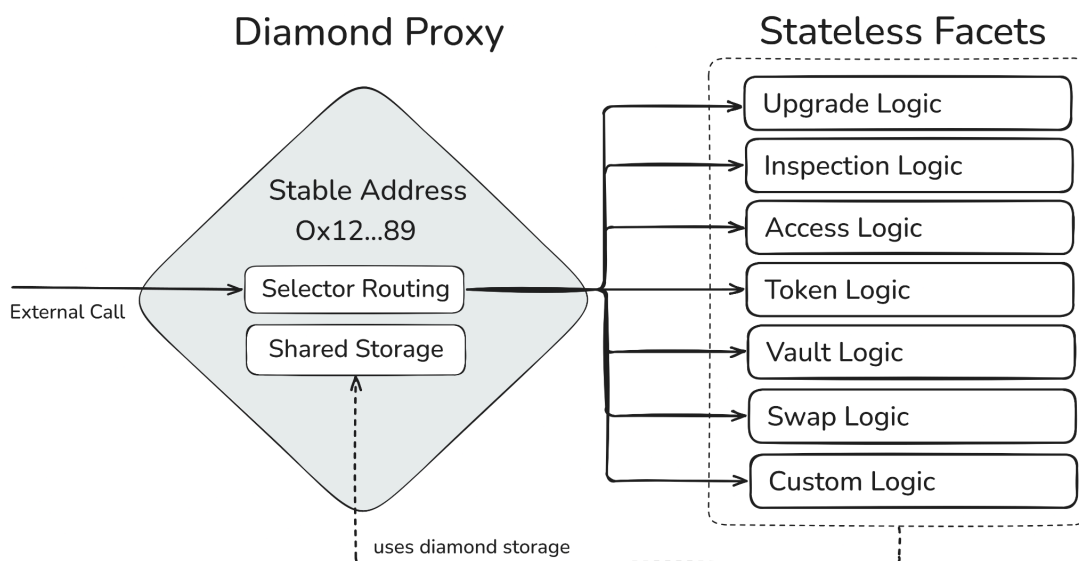 Diamond Proxy
Stateless Facets
Stable Address
0x12...89
External Call
Selector Routing
Shared Storage
Upgrade Logic
Inspection Logic
Access Logic
Token Logic
Vault Logic
Swap Logic
Custom Logic
uses diamond storage